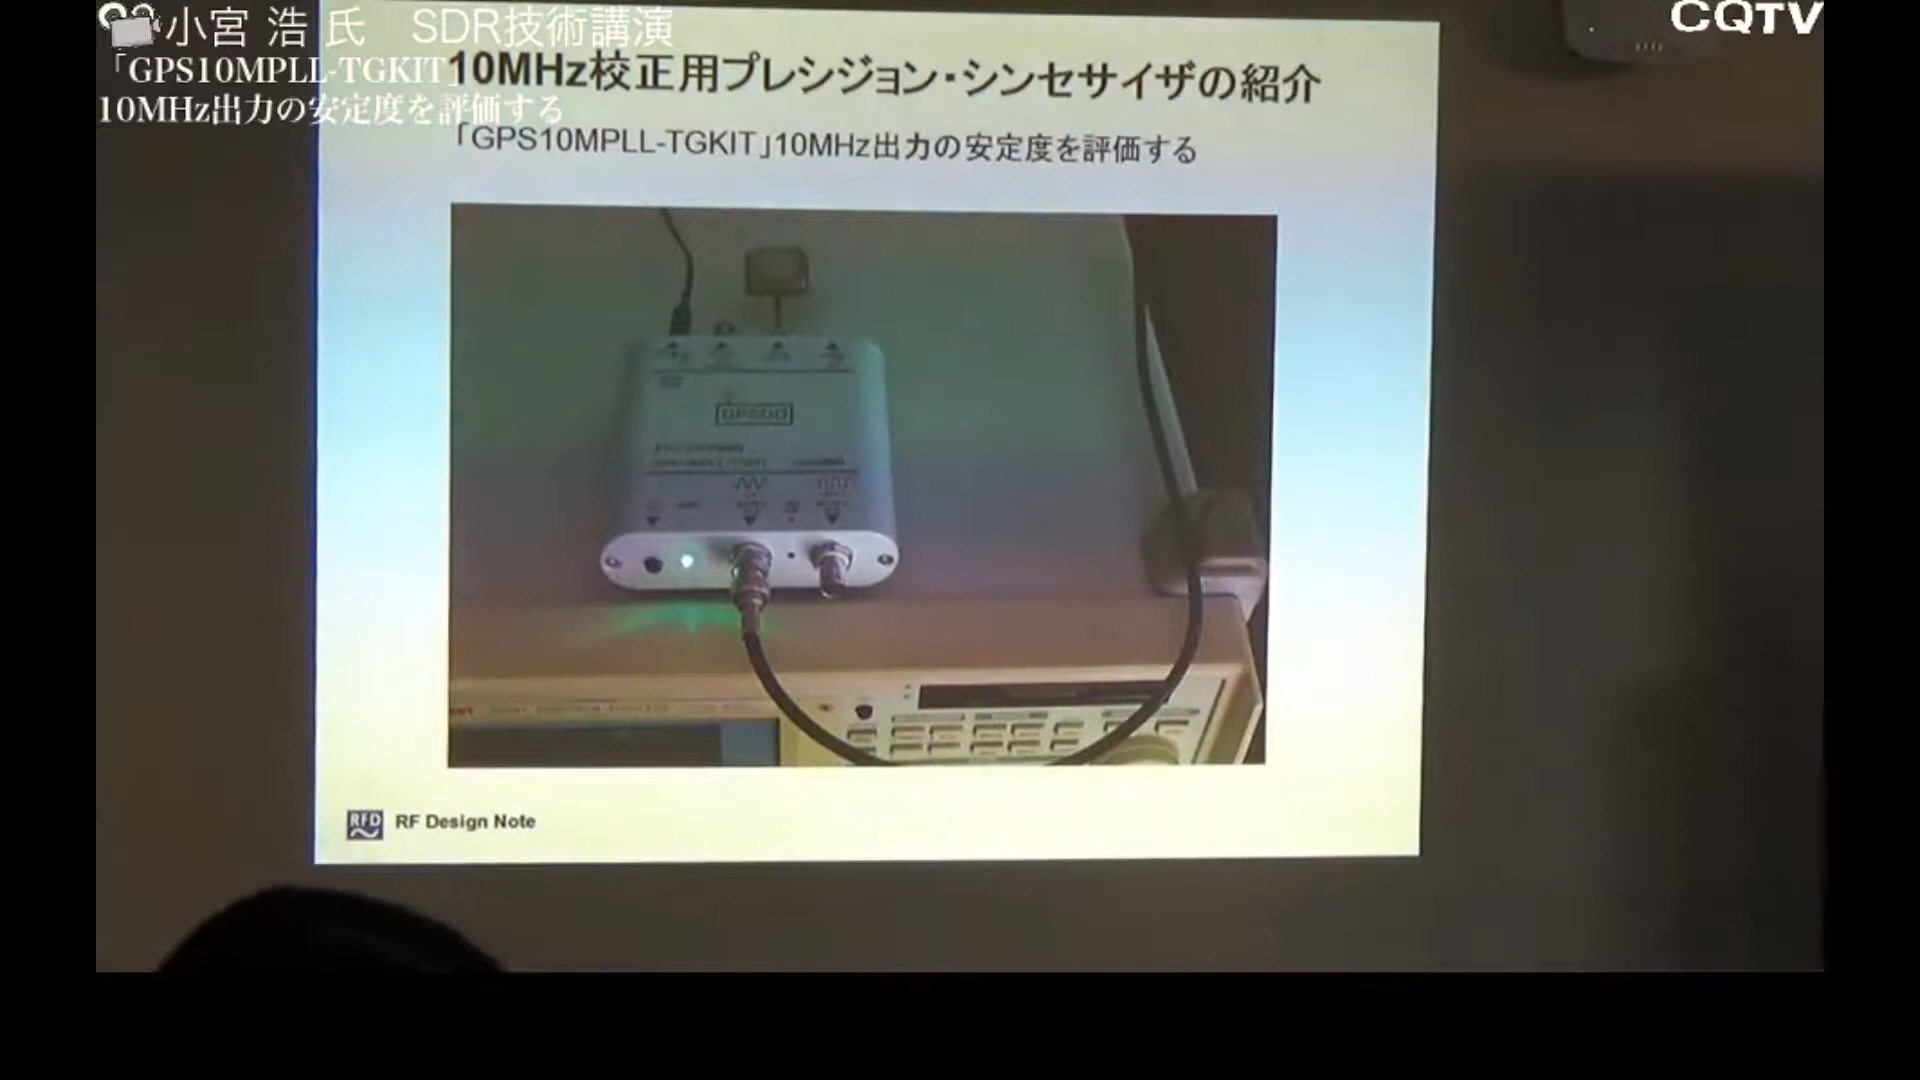 小宮 浩 氏　SDR技術講演
「GPS10MPLL-TGKIT」
10MHz出力の安定度を評価する
CQTV
10MHz校正用プレシジョン・シンセサイザの紹介
「GPS10MPLL-TGKIT」10MHz出力の安定度を評価する
GPSDO
RFD
RF Design Note